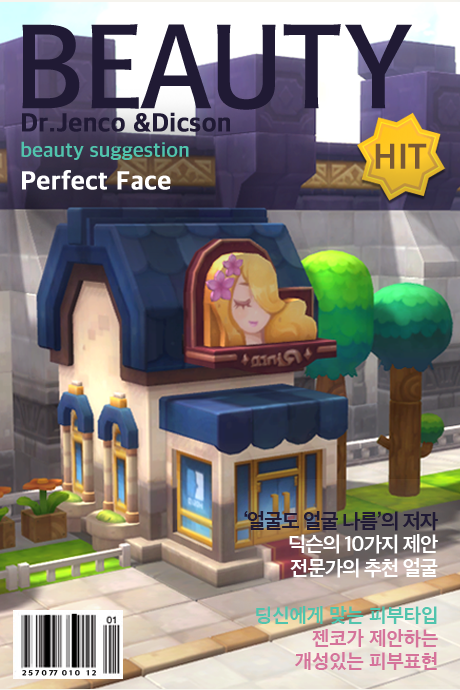 BEAUTY
Dr.Jenco &Dicson
beauty suggestion
Perfect Face
HIT
'얼굴도 얼굴 나름'의 저자
딕슨의 10가지 제안
전문가의 추천 얼굴
당신에게 맞는 피부타입
젠코가 제안하는
개성있는 피부표현
01
257077 010 12